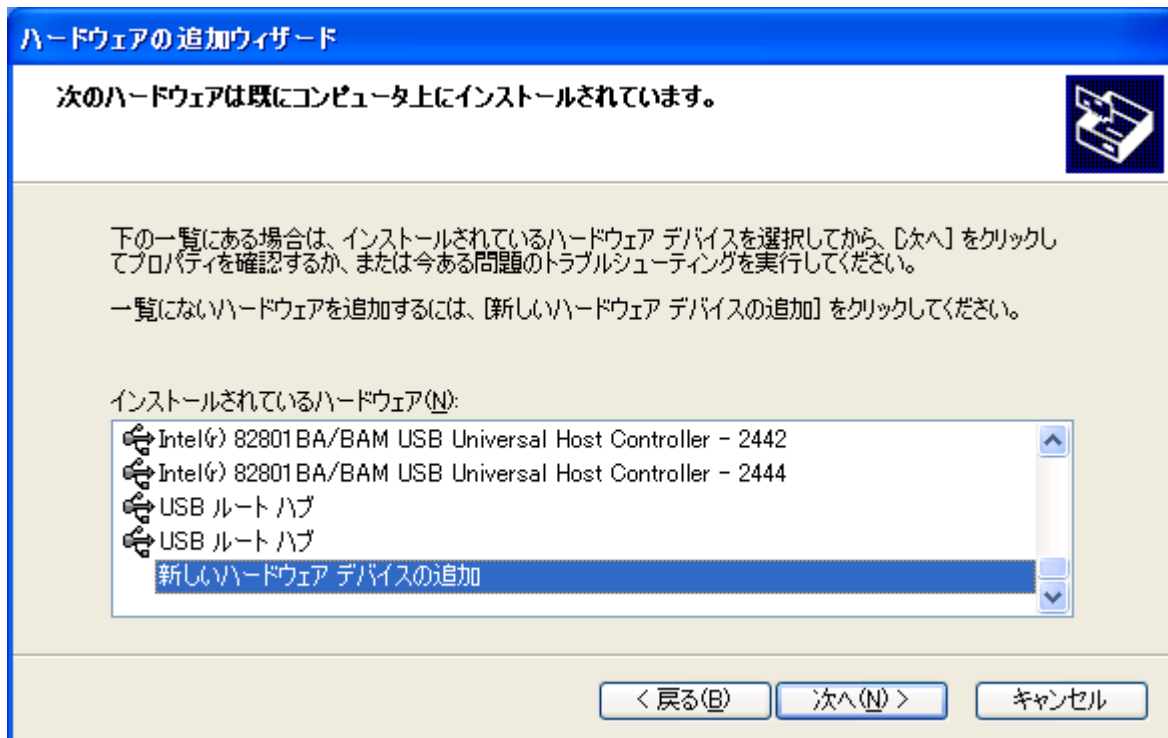 ハードウェアの追加ウィザード
次のハードウェアは既にコンピュータ上にインストールされています。
下の一覧にある場合は、インストールされているハードウェア デバイスを選択してから、[次へ] をクリックし
てプロパティを確認するか、または今ある問題のトラブルシューティングを実行してください。
一覧にないハードウェアを追加するには、[新しいハードウェア デバイスの追加] をクリックしてください。
インストールされているハードウェア(N):
Intel(r) 82801BA/BAM USB Universal Host Controller - 2442
Intel(r) 82801BA/BAM USB Universal Host Controller - 2444
USB ルート ハブ
USB ルート ハブ
新しいハードウェア デバイスの追加
< 戻る(B) 次へ(N) > キャンセル